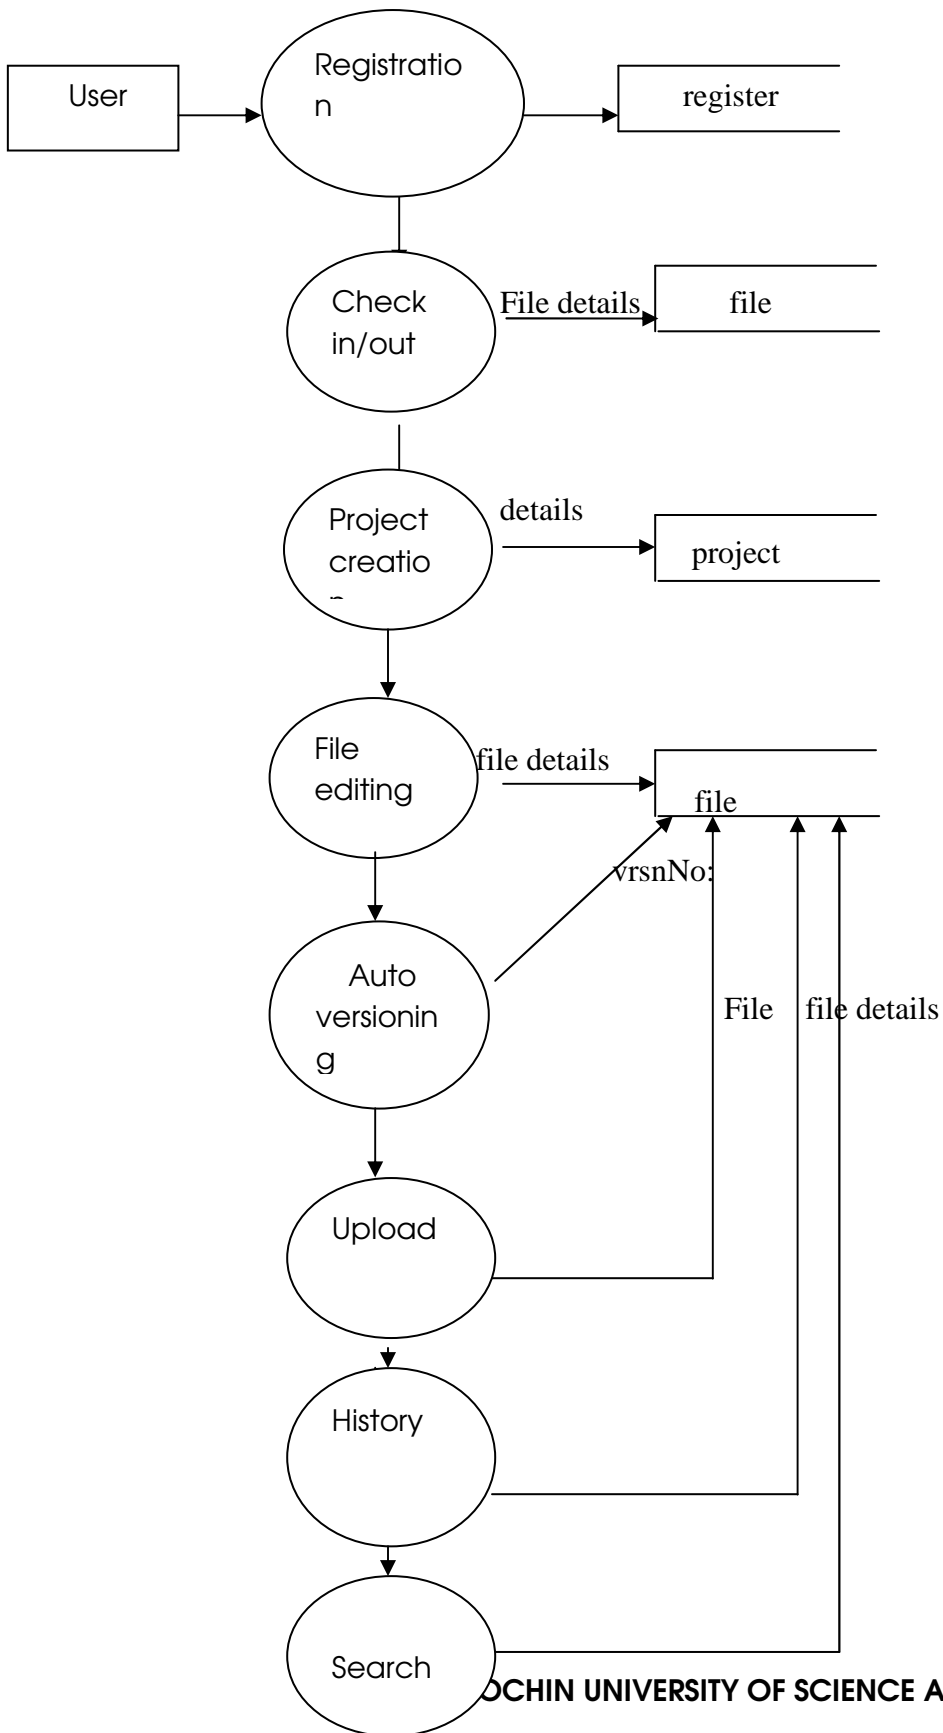 User
Registratio
n
register
Check
in/out
File details
file
Project
creatio
details
project
File
editing
file details
file
vrsnNo:
Auto
versionin
g
File
file details
Upload
History
Search
OCHIN UNIVERSITY OF SCIENCE A